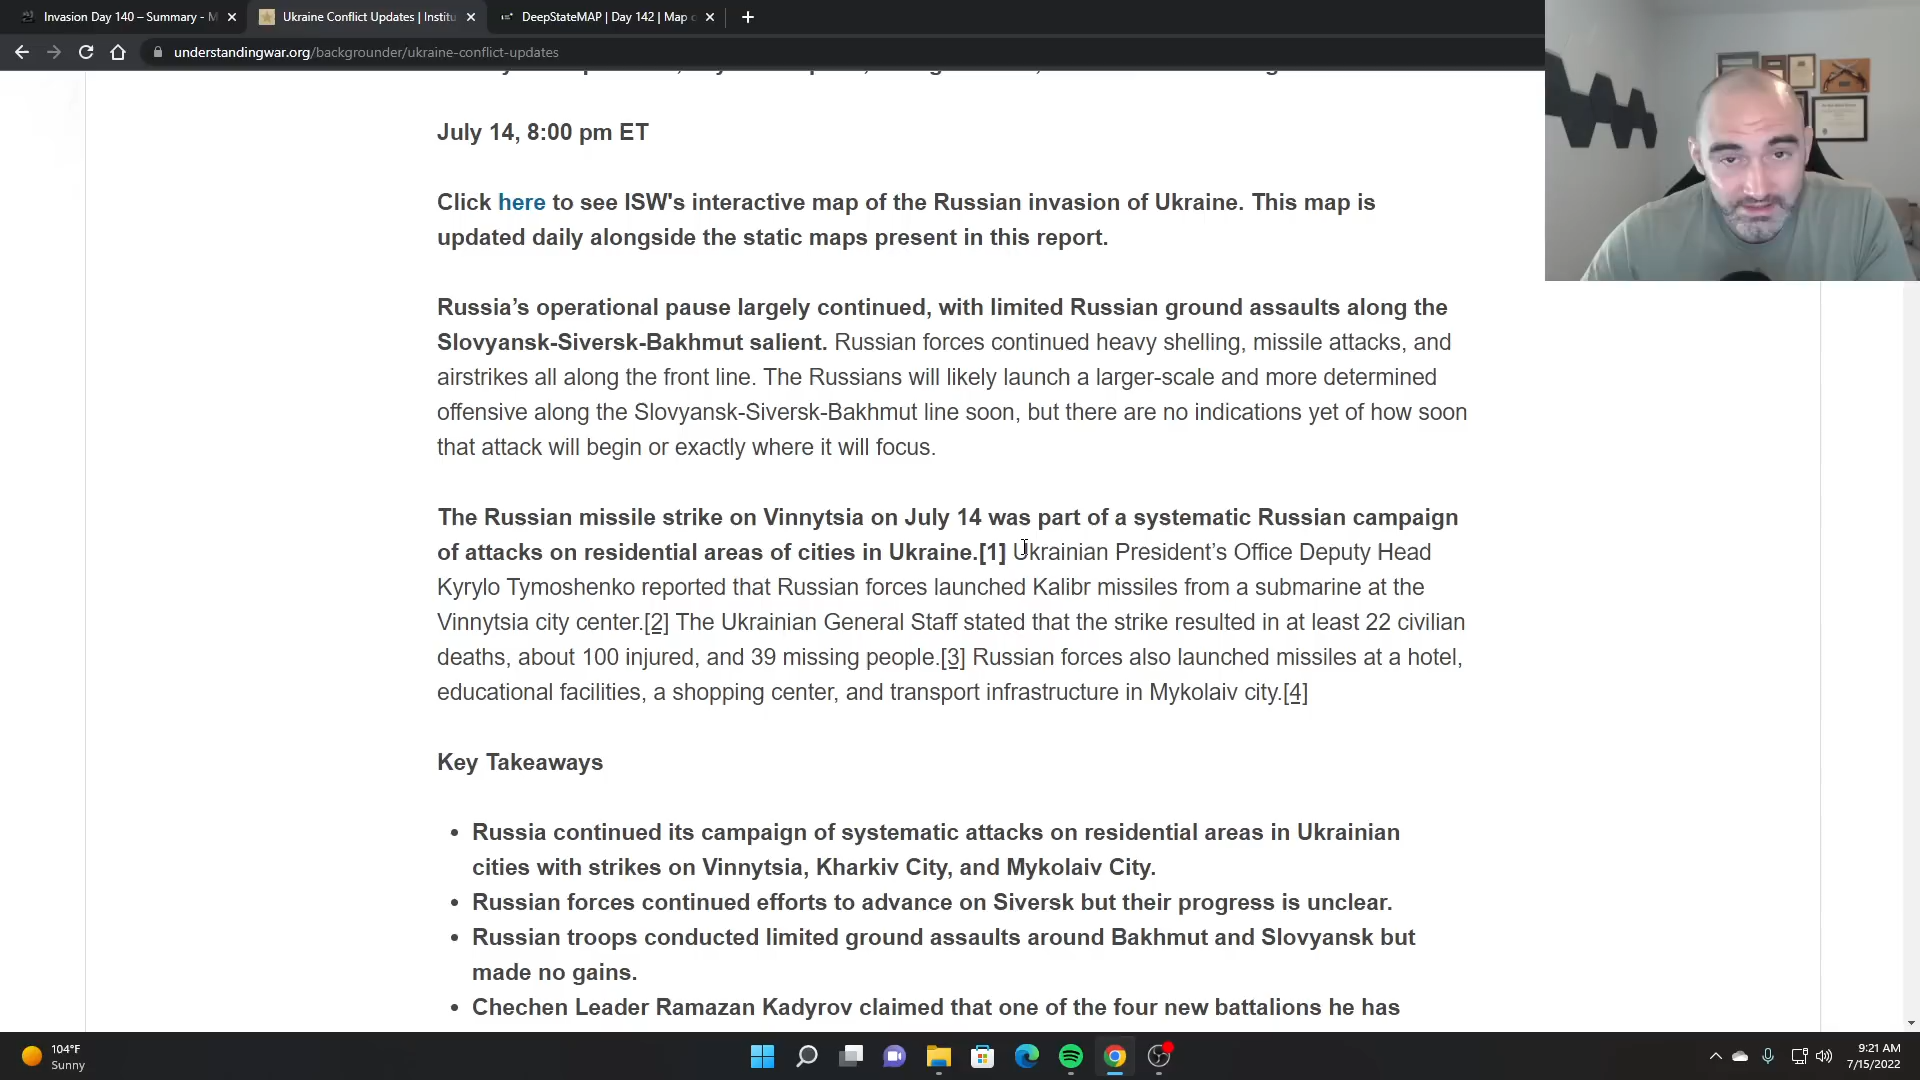 Invasion Day 140 – Summary - M
Ukraine Conflict Updates | Institu
DeepStateMAP | Day 142 | Map o
understandingwar.org/backgrounder/ukraine-conflict-updates
July 14, 8:00 pm ET
Click here to see ISW's interactive map of the Russian invasion of Ukraine. This map is
updated daily alongside the static maps present in this report.
Russia’s operational pause largely continued, with limited Russian ground assaults along the
Slovyansk-Siversk-Bakhmut salient. Russian forces continued heavy shelling, missile attacks, and
airstrikes all along the front line. The Russians will likely launch a larger-scale and more determined
offensive along the Slovyansk-Siversk-Bakhmut line soon, but there are no indications yet of how soon
that attack will begin or exactly where it will focus.
The Russian missile strike on Vinnytsia on July 14 was part of a systematic Russian campaign
of attacks on residential areas of cities in Ukraine.[1] Ukrainian President’s Office Deputy Head
Kyrylo Tymoshenko reported that Russian forces launched Kalibr missiles from a submarine at the
Vinnytsia city center.[2] The Ukrainian General Staff stated that the strike resulted in at least 22 civilian
deaths, about 100 injured, and 39 missing people.[3] Russian forces also launched missiles at a hotel,
educational facilities, a shopping center, and transport infrastructure in Mykolaiv city.[4]
Key Takeaways
• Russia continued its campaign of systematic attacks on residential areas in Ukrainian
cities with strikes on Vinnytsia, Kharkiv City, and Mykolaiv City.
• Russian forces continued efforts to advance on Siversk but their progress is unclear.
• Russian troops conducted limited ground assaults around Bakhmut and Slovyansk but
made no gains.
• Chechen Leader Ramazan Kadyrov claimed that one of the four new battalions he has
104°F
Sunny
9:21 AM
7/15/2022